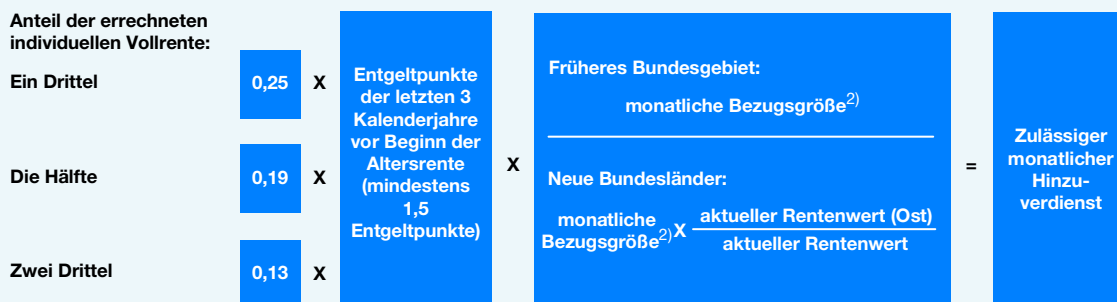 Anteil der errechneten
individuellen Vollrente:
Ein Drittel
0,25 X
Die Hälfte
0,19 X
Zwei Drittel
0,13 X
Entgeltpunkte
der letzten 3
Kalenderjahre
vor Beginn der
Altersrente
(mindestens
1,5
Entgeltpunkte)
X
Früheres Bundesgebiet:
monatliche Bezugsgröße2)
Neue Bundesländer:
monatliche
Bezugsgröße2) X
aktueller Rentenwert (Ost)
aktueller Rentenwert
=
Zulässiger
monatlicher
Hinzu-
verdienst